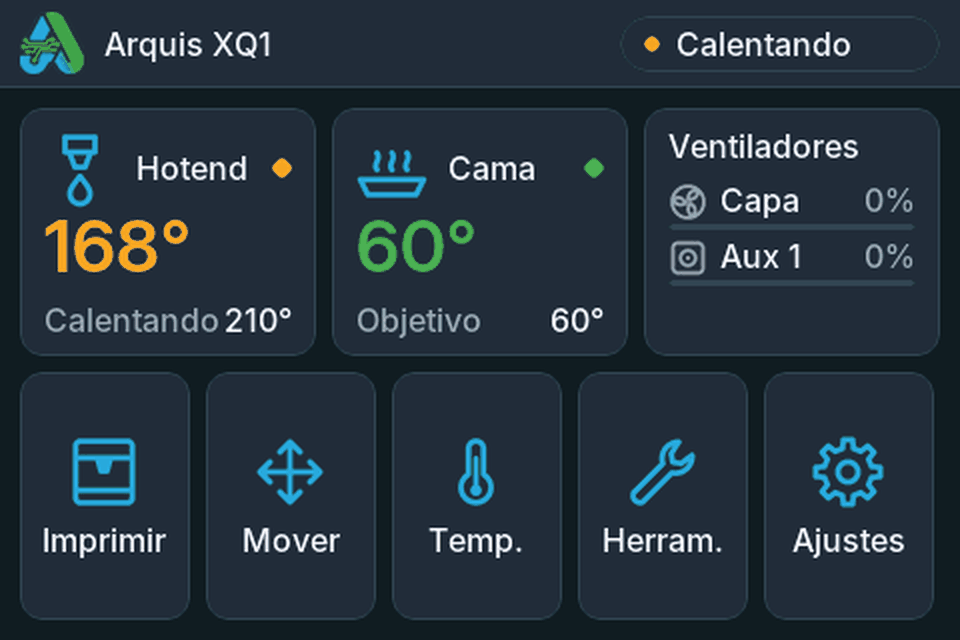 Arquis XQ1
Calentando
Hotend
168°
Calentando 210°
Cama
60°
Objetivo 60°
Ventiladores
Capa 0%
Aux 1 0%
Imprimir
Mover
Temp.
Herram.
Ajustes